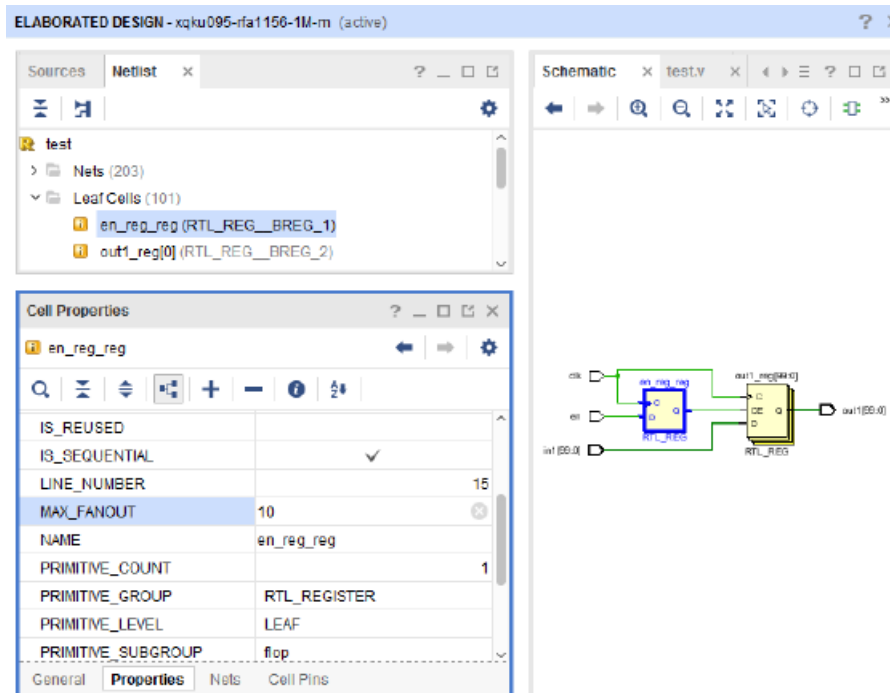 ELABORATED DESIGN - xqku095-rfa1156-1M-m (active)
Sources Netlist
test
Nets (203)
Leaf Cells (101)
en_reg_reg (RTL_REG__BREG_1)
out1_reg[0] (RTL_REG__BREG_2)
Cell Properties
en_reg_reg
IS_REUSED
IS_SEQUENTIAL
LINE_NUMBER 15
MAX_FANOUT 10
NAME en_reg_reg
PRIMITIVE_COUNT 1
PRIMITIVE_GROUP RTL_REGISTER
PRIMITIVE_LEVEL LEAF
PRIMITIVE_SUBGROUP flop
General Properties Nets Cell Pins
Schematic test.v
clk
en
in1[99:0]
en_reg_reg
C
D Q
RTL_REG
out1_reg[99:0]
C
CE Q
D
RTL_REG
out1[99:0]